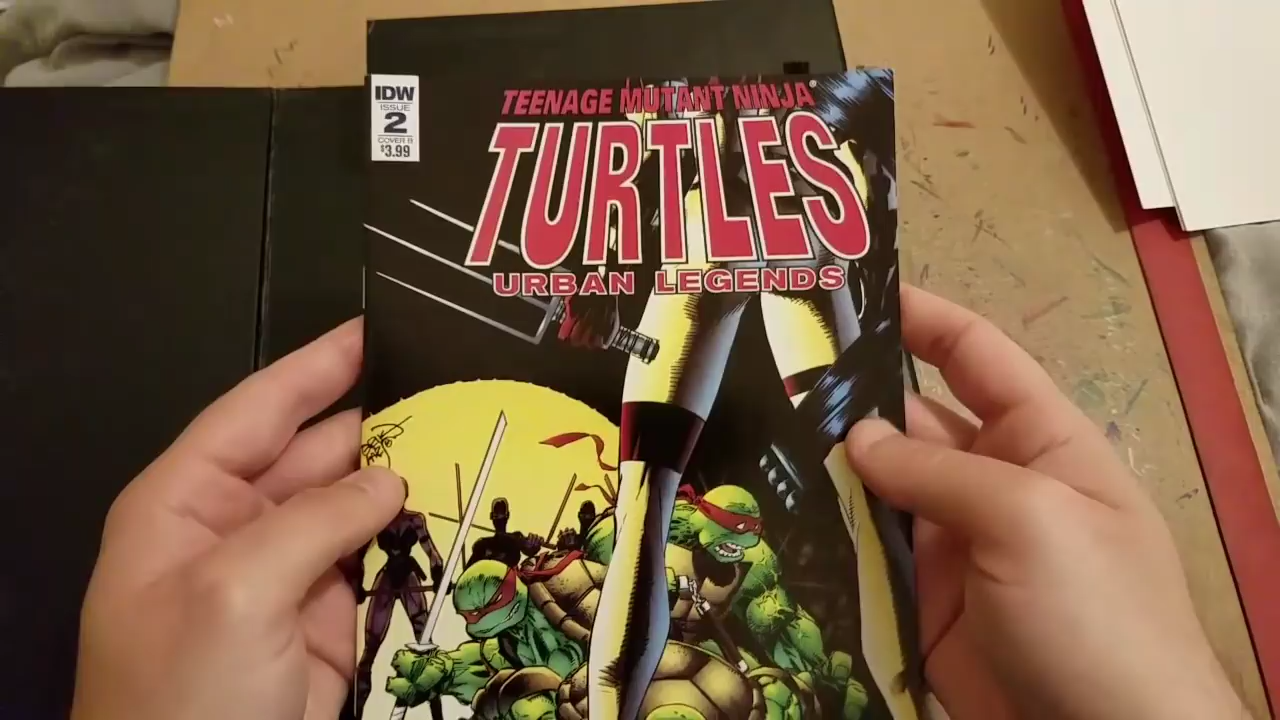 IDW
ISSUE
2
COVER B
$3.99
TEENAGE MUTANT NINJA®
TURTLES
URBAN LEGENDS